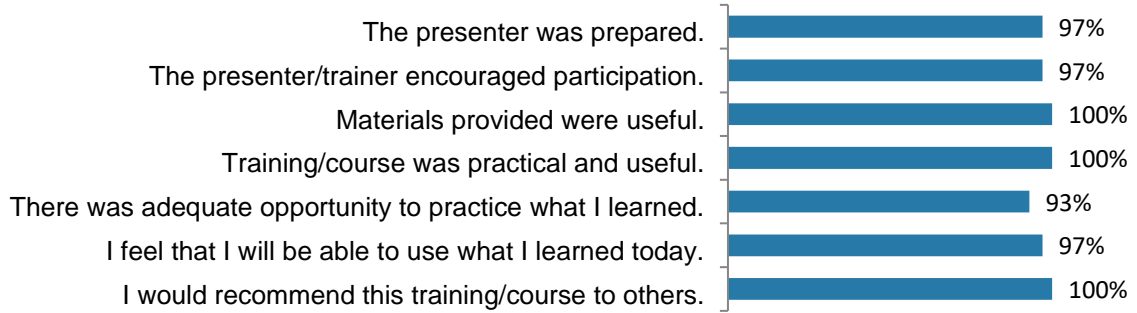 The presenter was prepared. 97%
The presenter/trainer encouraged participation. 97%
Materials provided were useful. 100%
Training/course was practical and useful. 100%
There was adequate opportunity to practice what I learned. 93%
I feel that I will be able to use what I learned today. 97%
I would recommend this training/course to others. 100%